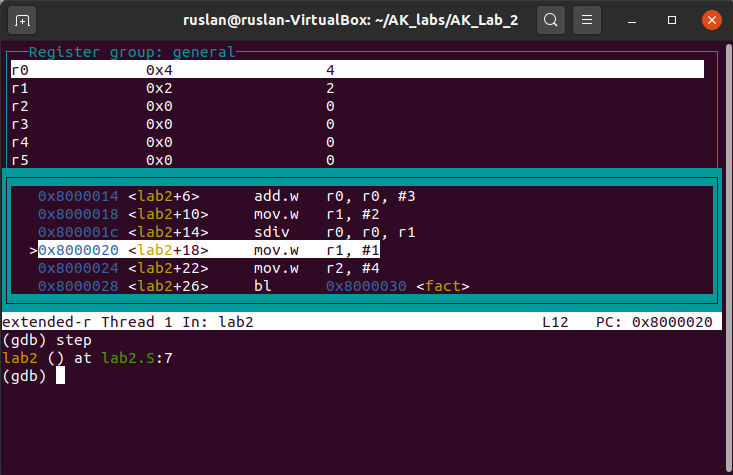 ruslan@ruslan-VirtualBox: ~/AK_labs/AK_Lab_2
Register group: general
r0 0x4 4
r1 0x2 2
r2 0x0 0
r3 0x0 0
r4 0x0 0
r5 0x0 0
0x8000014 <lab2+6> add.w r0, r0, #3
0x8000018 <lab2+10> mov.w r1, #2
0x800001c <lab2+14> sdiv r0, r0, r1
>0x8000020 <lab2+18> mov.w r1, #1
0x8000024 <lab2+22> mov.w r2, #4
0x8000028 <lab2+26> bl 0x8000030 <fact>
extended-r Thread 1 In: lab2 L12 PC: 0x8000020
(gdb) step
lab2 () at lab2.S:7
(gdb)